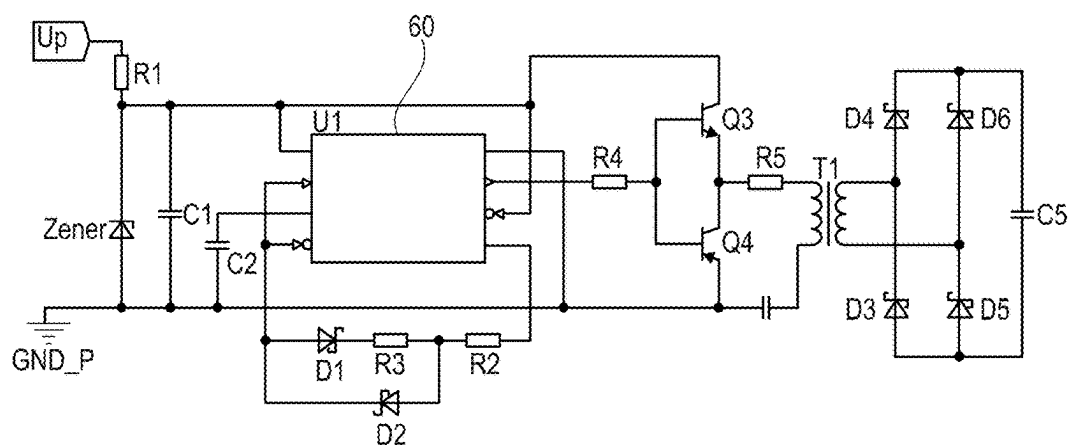 60
Up
R1
U1
Q3
D4
D6
R4
R5
T1
Zener
C1
C2
Q4
C5
D3
D5
GND_P
D1
R3
R2
D2